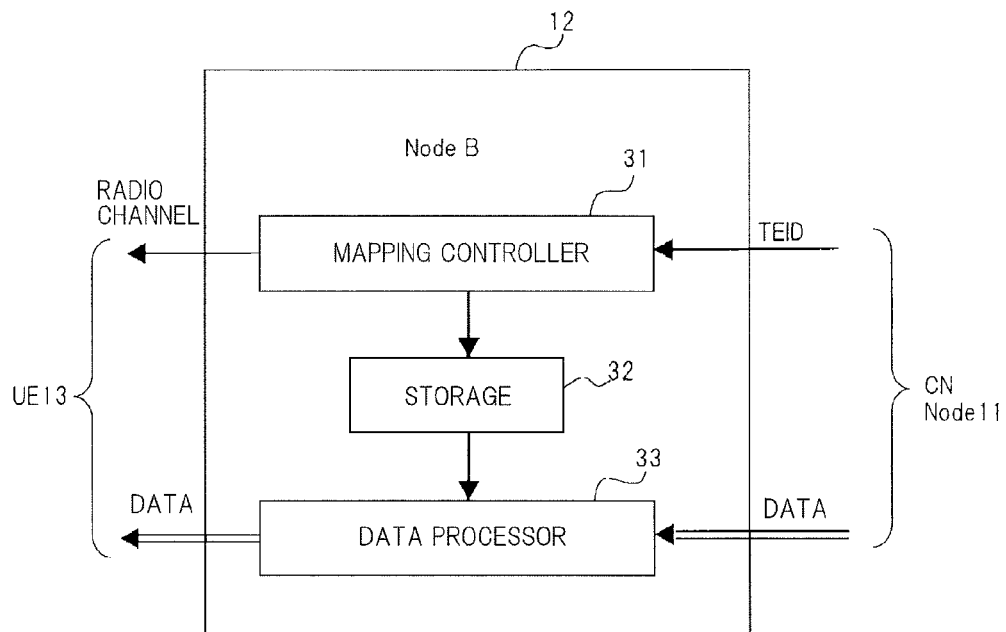 12
Node B
31
RADIO
CHANNEL
MAPPING CONTROLLER
TEID
UE13
STORAGE
32
CN
Node11
33
DATA
DATA PROCESSOR
DATA